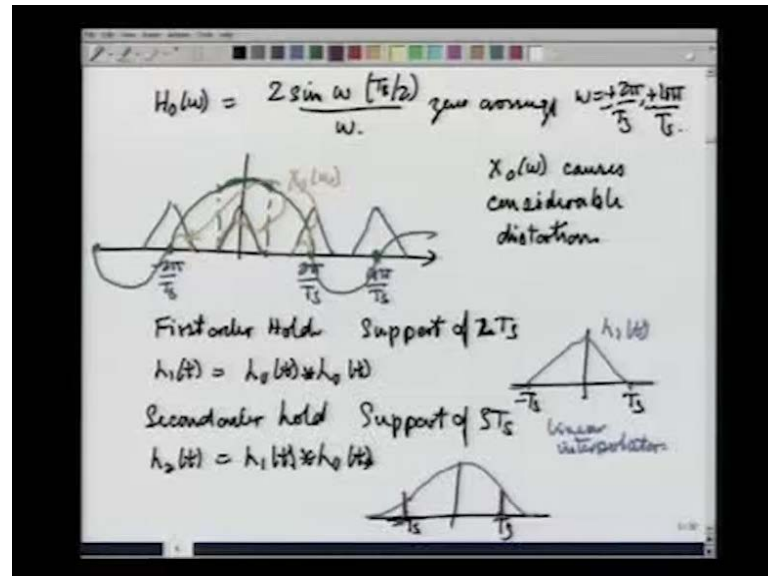 H₀(ω) = 2 sin ω (Ts/2) / ω. zero crossings ω = ±2π/Ts, ±4π/Ts.
X₀(ω)
X₀(ω) causes
considerable
distortion
-2π/Ts 2π/Ts 4π/Ts
First order Hold Support of 2Ts
h₁(t)
h₁(t) = h₀(t) * h₀(t)
-Ts Ts
Second order hold Support of 3Ts
linear
interpolator
h₂(t) = h₁(t) * h₀(t)
-Ts Ts